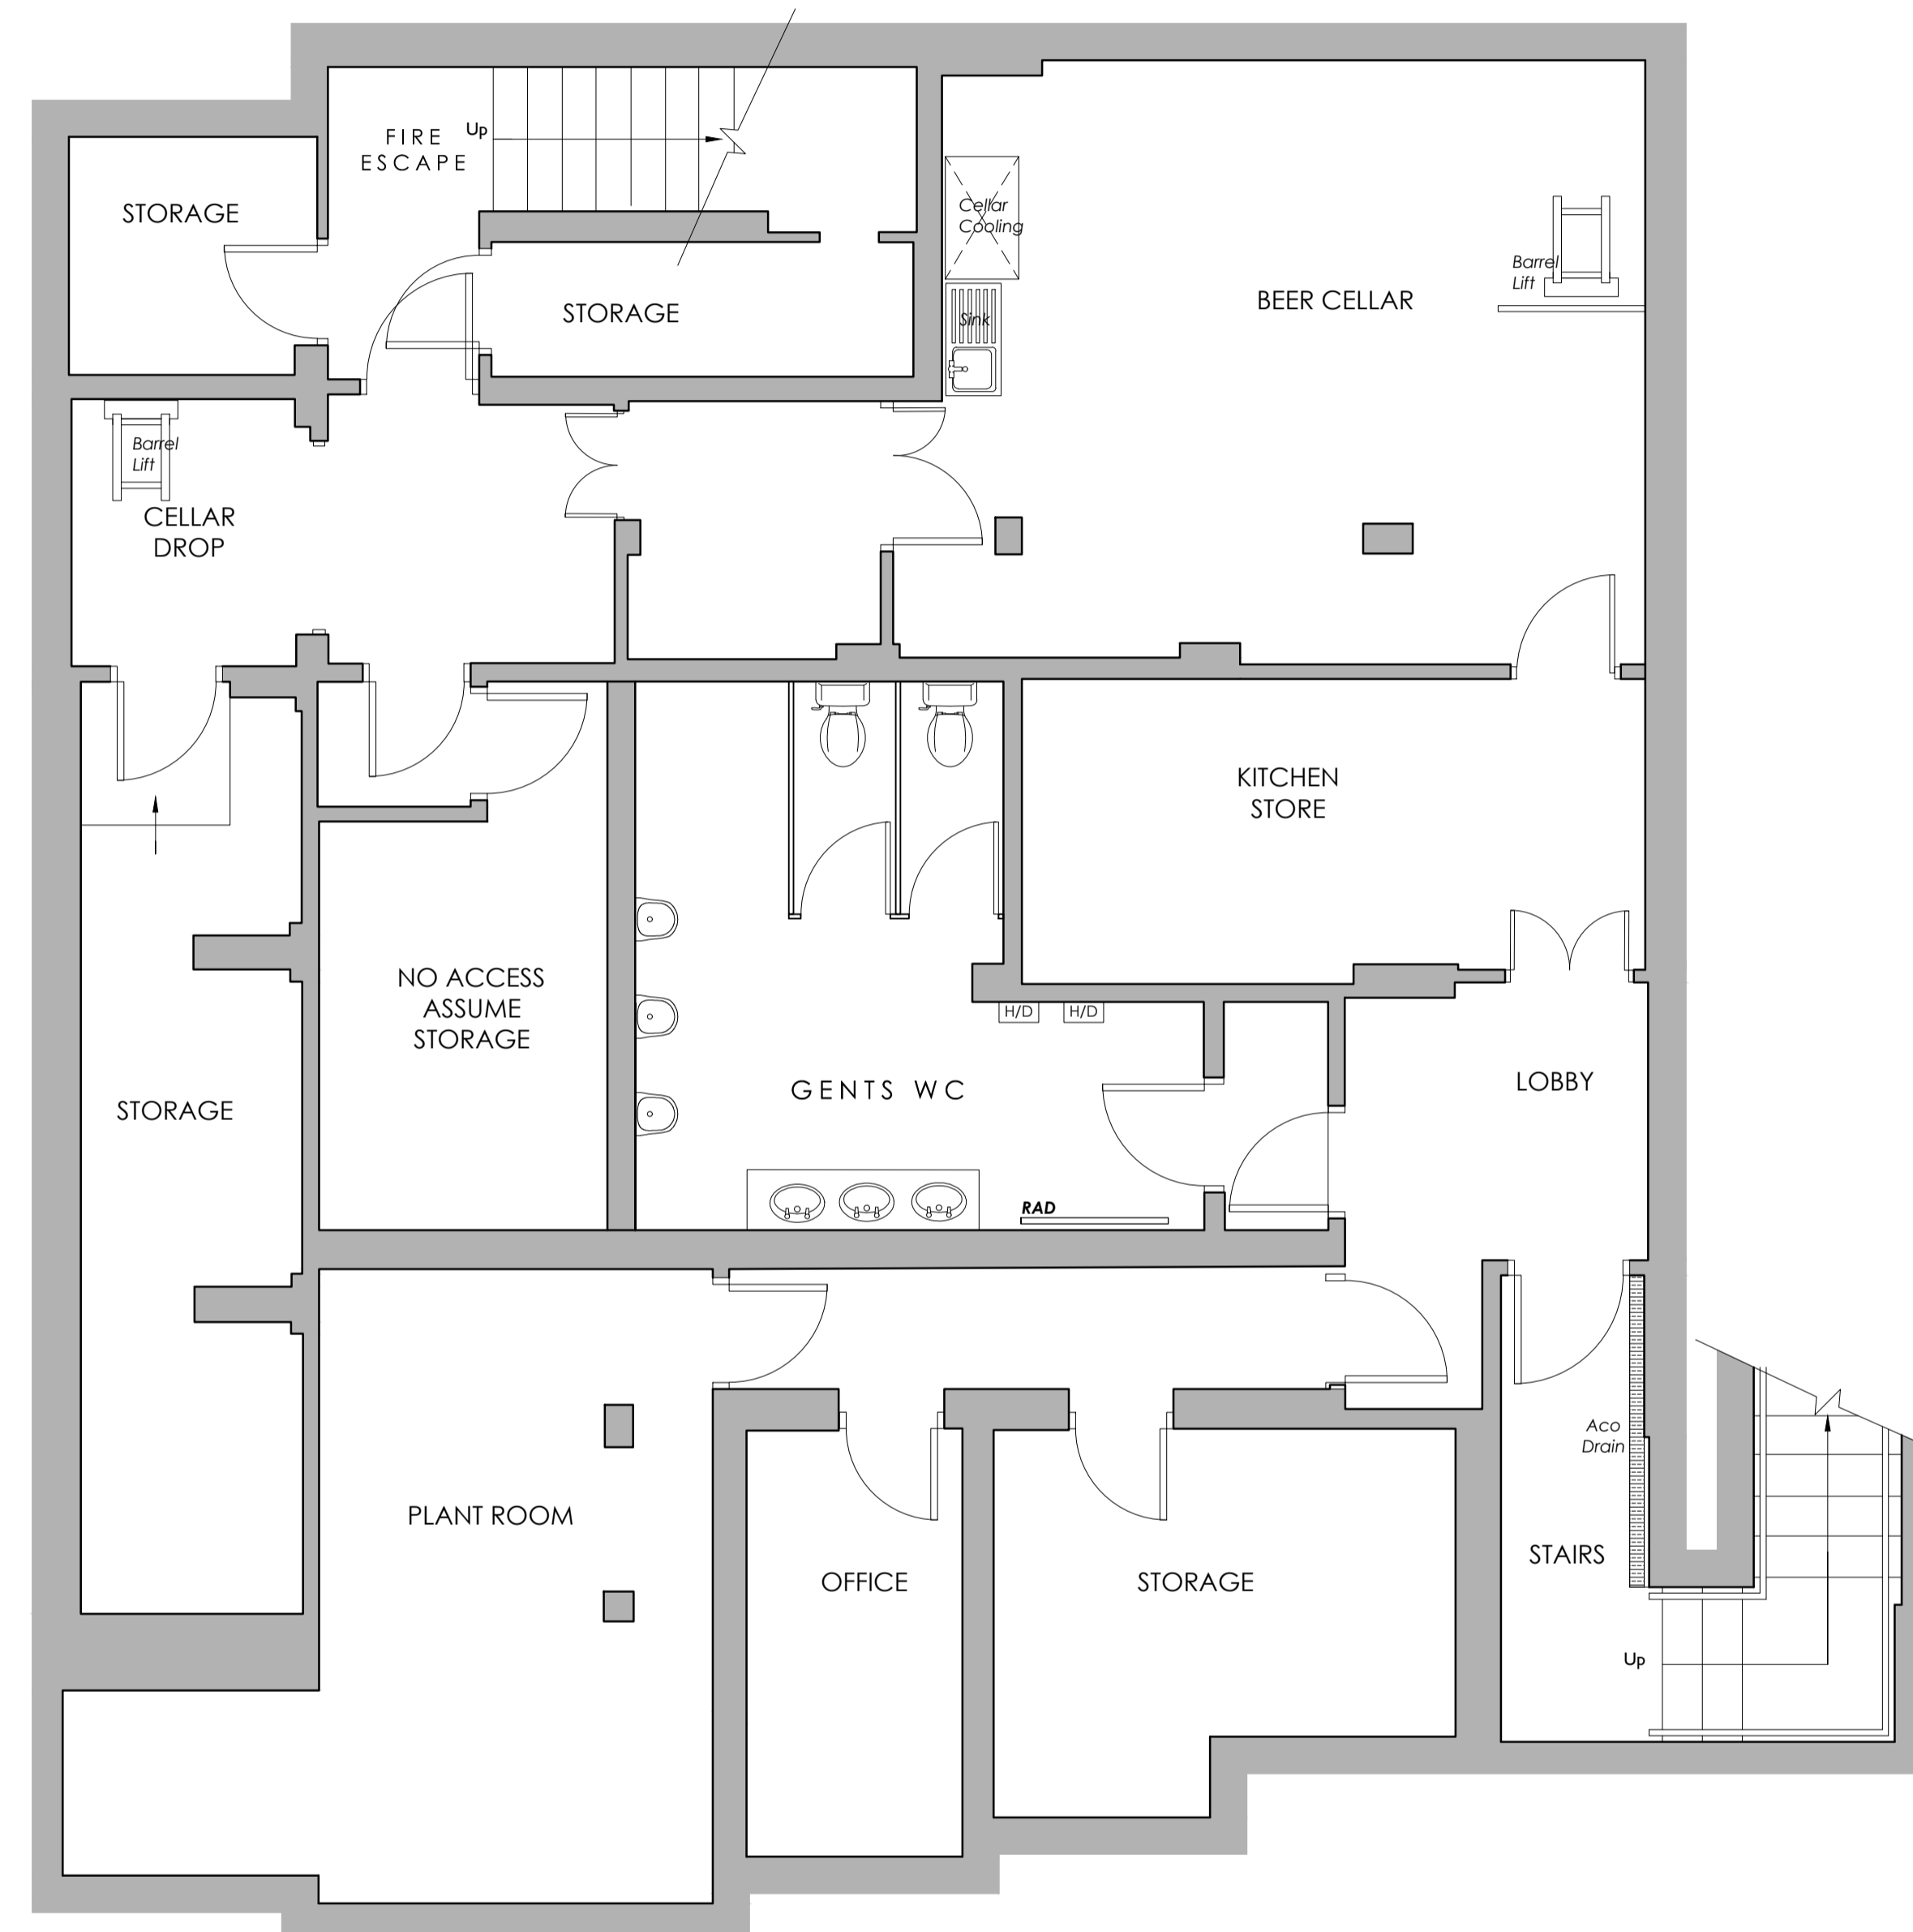 FIRE
ESCAPE
Up
STORAGE
Cellar
Cooling
Barrel
Lift
BEER CELLAR
STORAGE
Sink
Barrel
Lift
CELLAR
DROP
KITCHEN
STORE
NO ACCESS
ASSUME
STORAGE
H/D
H/D
GENTS WC
LOBBY
STORAGE
RAD
Aco
Drain
PLANT ROOM
STAIRS
OFFICE
STORAGE
Up